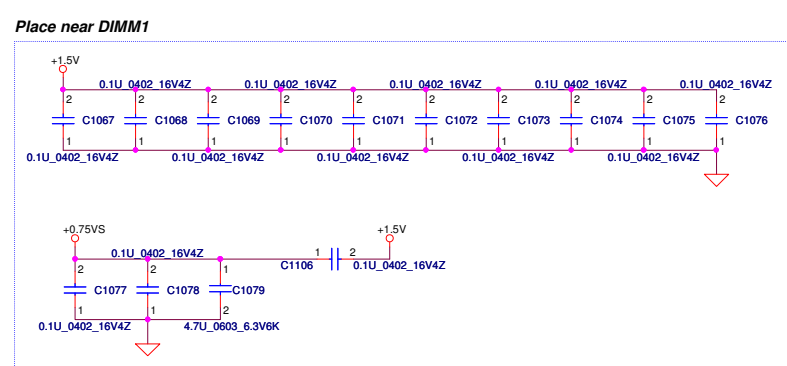 Place near DIMM1
+1.5V
0.1U_0402_16V4Z 0.1U_0402_16V4Z 0.1U_0402_16V4Z 0.1U_0402_16V4Z 0.1U_0402_16V4Z
2 2 2 2 2 2 2 2 2 2
C1067 C1068 C1069 C1070 C1071 C1072 C1073 C1074 C1075 C1076
1 1 1 1 1 1 1 1 1 1
0.1U_0402_16V4Z 0.1U_0402_16V4Z 0.1U_0402_16V4Z 0.1U_0402_16V4Z 0.1U_0402_16V4Z
+0.75VS +1.5V
0.1U_0402_16V4Z 1 2
C1106 0.1U_0402_16V4Z
2 2 1
C1077 C1078 C1079
1 1 2
0.1U_0402_16V4Z 4.7U_0603_6.3V6K